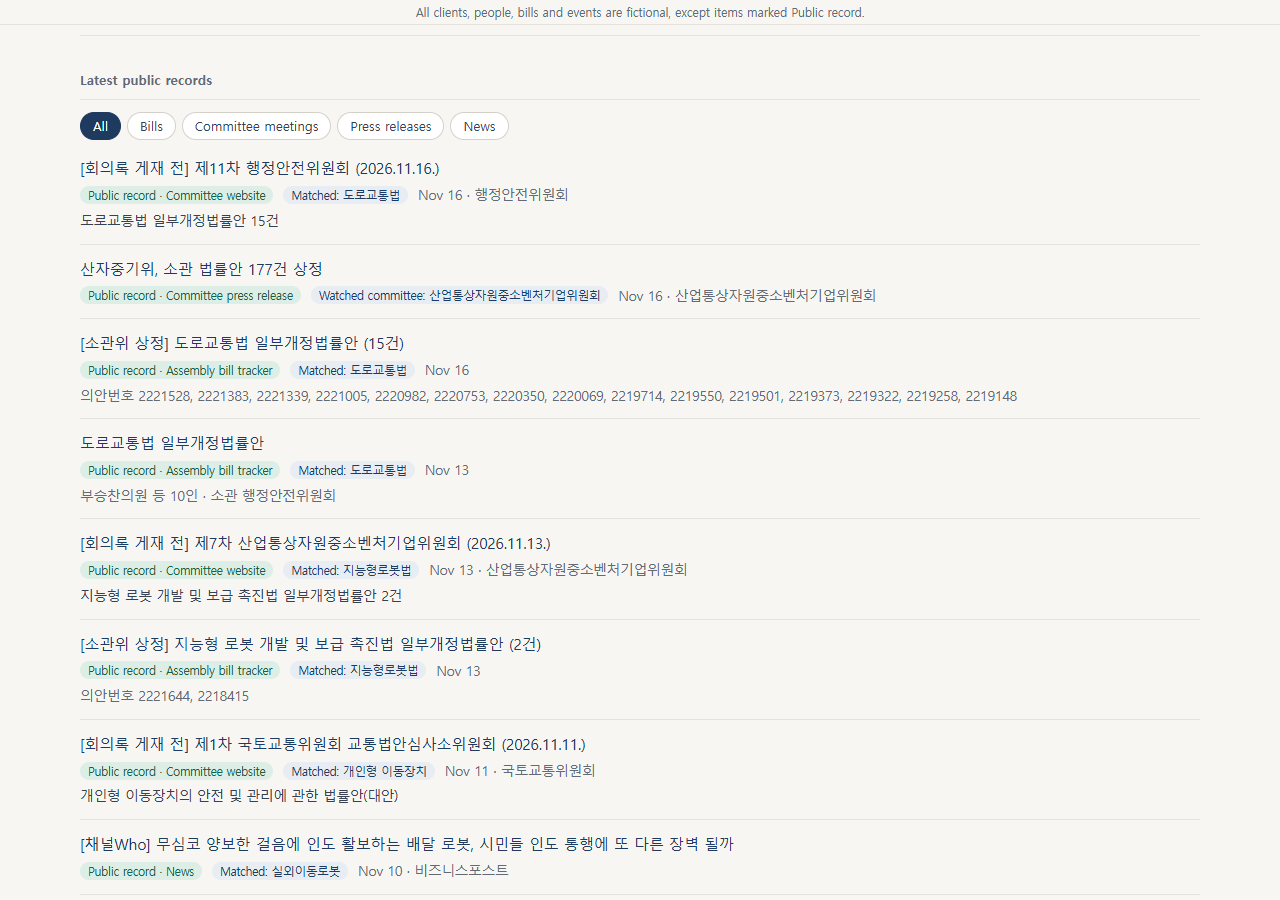 All clients, people, bills and events are fictional, except items marked Public record.
Latest public records
All Bills Committee meetings Press releases News
[회의록 게재 전] 제11차 행정안전위원회 (2026.11.16.)
Public record · Committee website Matched: 도로교통법 Nov 16 · 행정안전위원회
도로교통법 일부개정법률안 15건
산자중기위, 소관 법률안 177건 상정
Public record · Committee press release Watched committee: 산업통상자원중소벤처기업위원회 Nov 16 · 산업통상자원중소벤처기업위원회
[소관위 상정] 도로교통법 일부개정법률안 (15건)
Public record · Assembly bill tracker Matched: 도로교통법 Nov 16
의안번호 2221528, 2221383, 2221339, 2221005, 2220982, 2220753, 2220350, 2220069, 2219714, 2219550, 2219501, 2219373, 2219322, 2219258, 2219148
도로교통법 일부개정법률안
Public record · Assembly bill tracker Matched: 도로교통법 Nov 13
부승찬의원 등 10인 · 소관 행정안전위원회
[회의록 게재 전] 제7차 산업통상자원중소벤처기업위원회 (2026.11.13.)
Public record · Committee website Matched: 지능형로봇법 Nov 13 · 산업통상자원중소벤처기업위원회
지능형 로봇 개발 및 보급 촉진법 일부개정법률안 2건
[소관위 상정] 지능형 로봇 개발 및 보급 촉진법 일부개정법률안 (2건)
Public record · Assembly bill tracker Matched: 지능형로봇법 Nov 13
의안번호 2221644, 2218415
[회의록 게재 전] 제1차 국토교통위원회 교통법안심사소위원회 (2026.11.11.)
Public record · Committee website Matched: 개인형 이동장치 Nov 11 · 국토교통위원회
개인형 이동장치의 안전 및 관리에 관한 법률안(대안)
[채널Who] 무심코 양보한 걸음에 인도 활보하는 배달 로봇, 시민들 인도 통행에 또 다른 장벽 될까
Public record · News Matched: 실외이동로봇 Nov 10 · 비즈니스포스트